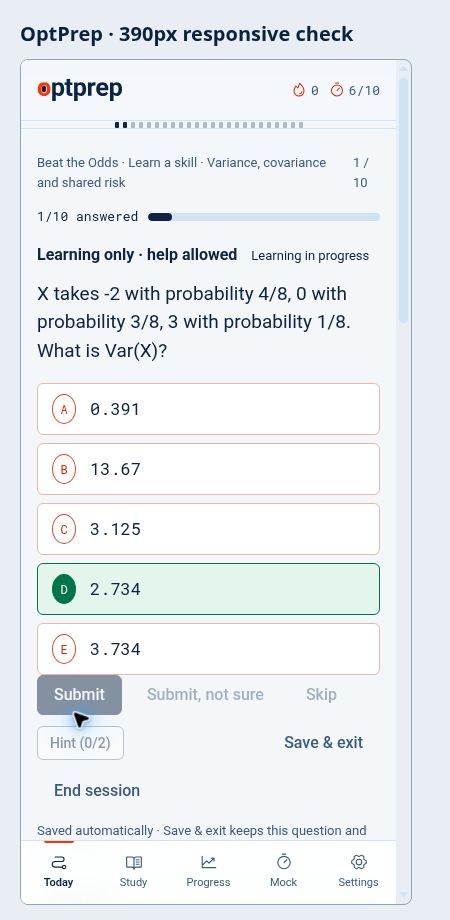 OptPrep · 390px responsive check
optprep
0
6/10
Beat the Odds · Learn a skill · Variance, covariance
and shared risk
1 /
10
1/10 answered
Learning only · help allowed
Learning in progress
X takes -2 with probability 4/8, 0 with
probability 3/8, 3 with probability 1/8.
What is Var(X)?
A
0.391
B
13.67
C
3.125
D
2.734
E
3.734
Submit
Submit, not sure
Skip
Hint (0/2)
Save & exit
End session
Saved automatically · Save & exit keeps this question and
Today
Study
Progress
Mock
Settings